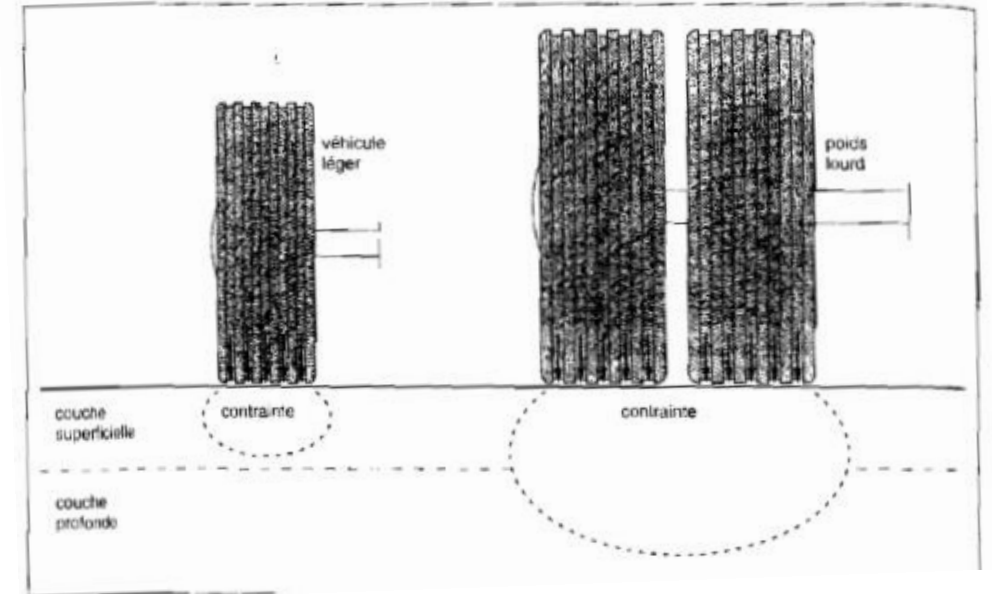 véhicule
léger
poids
lourd
couche
superficielle
contrainte
contrainte
couche
profonde